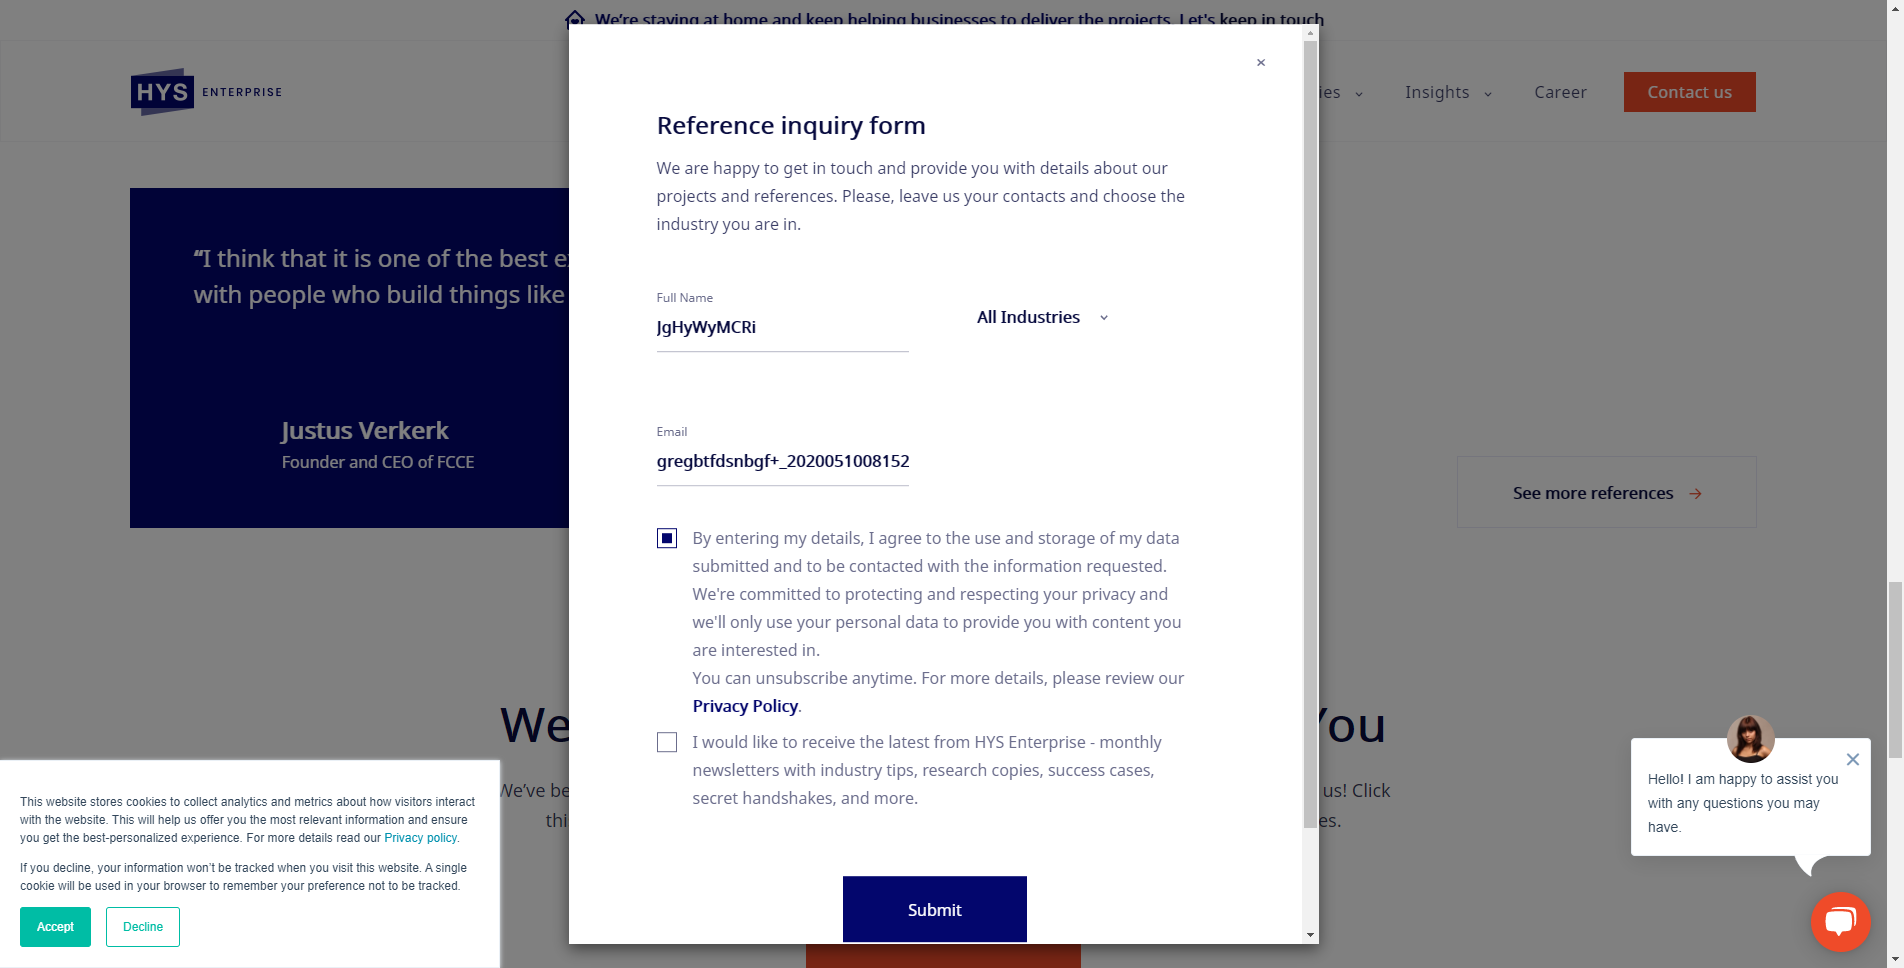 We're staying at home and keep helping businesses to deliver the projects. Let's keep in touch
HYS ENTERPRISE
Insights
Career
Contact us
×
Reference inquiry form
We are happy to get in touch and provide you with details about our
projects and references. Please, leave us your contacts and choose the
industry you are in.
“I think that it is one of the best
with people who build things like
Justus Verkerk
Founder and CEO of FCCE
Full Name
JgHyWyMCRi
All Industries
Email
gregbtfdsnbgf+_2020051008152
See more references →
By entering my details, I agree to the use and storage of my data
submitted and to be contacted with the information requested.
We're committed to protecting and respecting your privacy and
we'll only use your personal data to provide you with content you
are interested in.
You can unsubscribe anytime. For more details, please review our
Privacy Policy.
I would like to receive the latest from HYS Enterprise - monthly
newsletters with industry tips, research copies, success cases,
secret handshakes, and more.
Submit
We
You
We've be
us! Click
This website stores cookies to collect analytics and metrics about how visitors interact
with the website. This will help us offer you the most relevant information and ensure
you get the best-personalized experience. For more details read our Privacy policy.
If you decline, your information won't be tracked when you visit this website. A single
cookie will be used in your browser to remember your preference not to be tracked.
Accept
Decline
Hello! I am happy to assist you
with any questions you may
have.